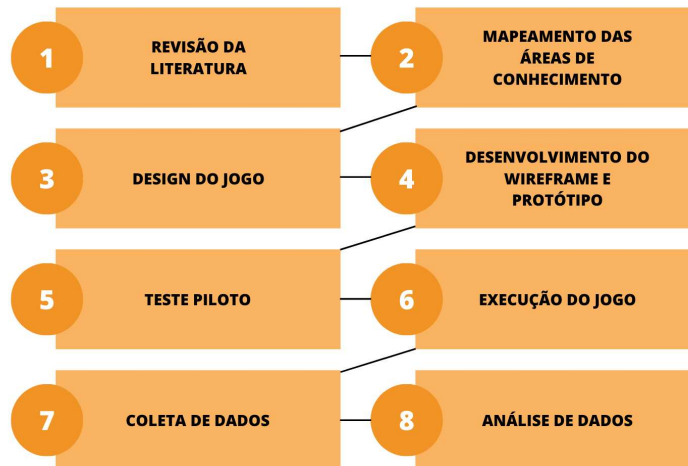 1
REVISÃO DA
LITERATURA
2
MAPEAMENTO DAS
ÁREAS DE
CONHECIMENTO
3
DESIGN DO JOGO
4
DESENVOLVIMENTO DO
WIREFRAME E
PROTÓTIPO
5
TESTE PILOTO
6
EXECUÇÃO DO JOGO
7
COLETA DE DADOS
8
ANÁLISE DE DADOS